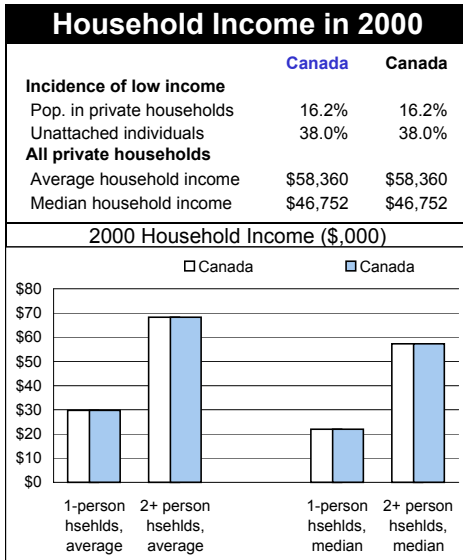 Household Income in 2000
Canada Canada
Incidence of low income
Pop. in private households 16.2% 16.2%
Unattached individuals 38.0% 38.0%
All private households
Average household income $58,360 $58,360
Median household income $46,752 $46,752
2000 Household Income ($,000)
Canada Canada
$80
$70
$60
$50
$40
$30
$20
$10
$0
1-person 2+ person 1-person 2+ person
hsehlds, hsehlds, hsehlds, hsehlds,
average average median median